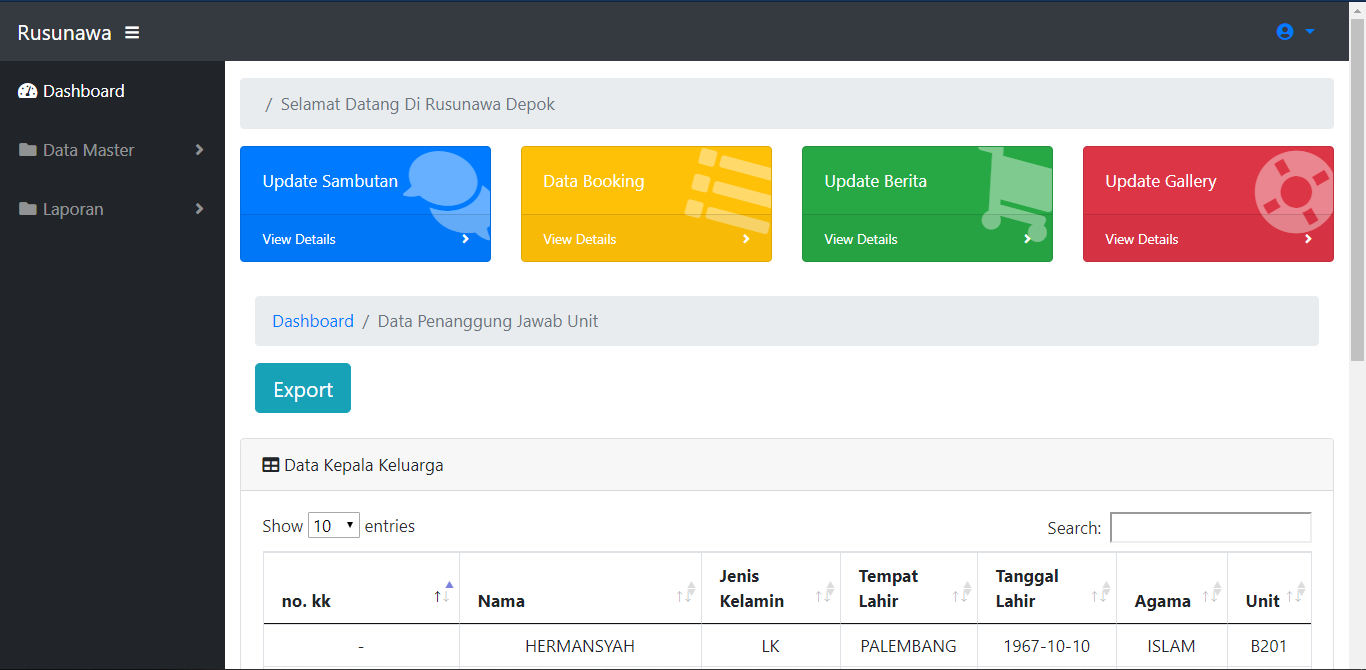 Rusunawa
Dashboard
Data Master
Laporan
/ Selamat Datang Di Rusunawa Depok
Update Sambutan
View Details
Data Booking
View Details
Update Berita
View Details
Update Gallery
View Details
Dashboard / Data Penanggung Jawab Unit
Export
Data Kepala Keluarga
Show 10 entries
Search:
no. kk
Nama
Jenis
Kelamin
Tempat
Lahir
Tanggal
Lahir
Agama
Unit
- HERMANSYAH LK PALEMBANG 1967-10-10 ISLAM B201